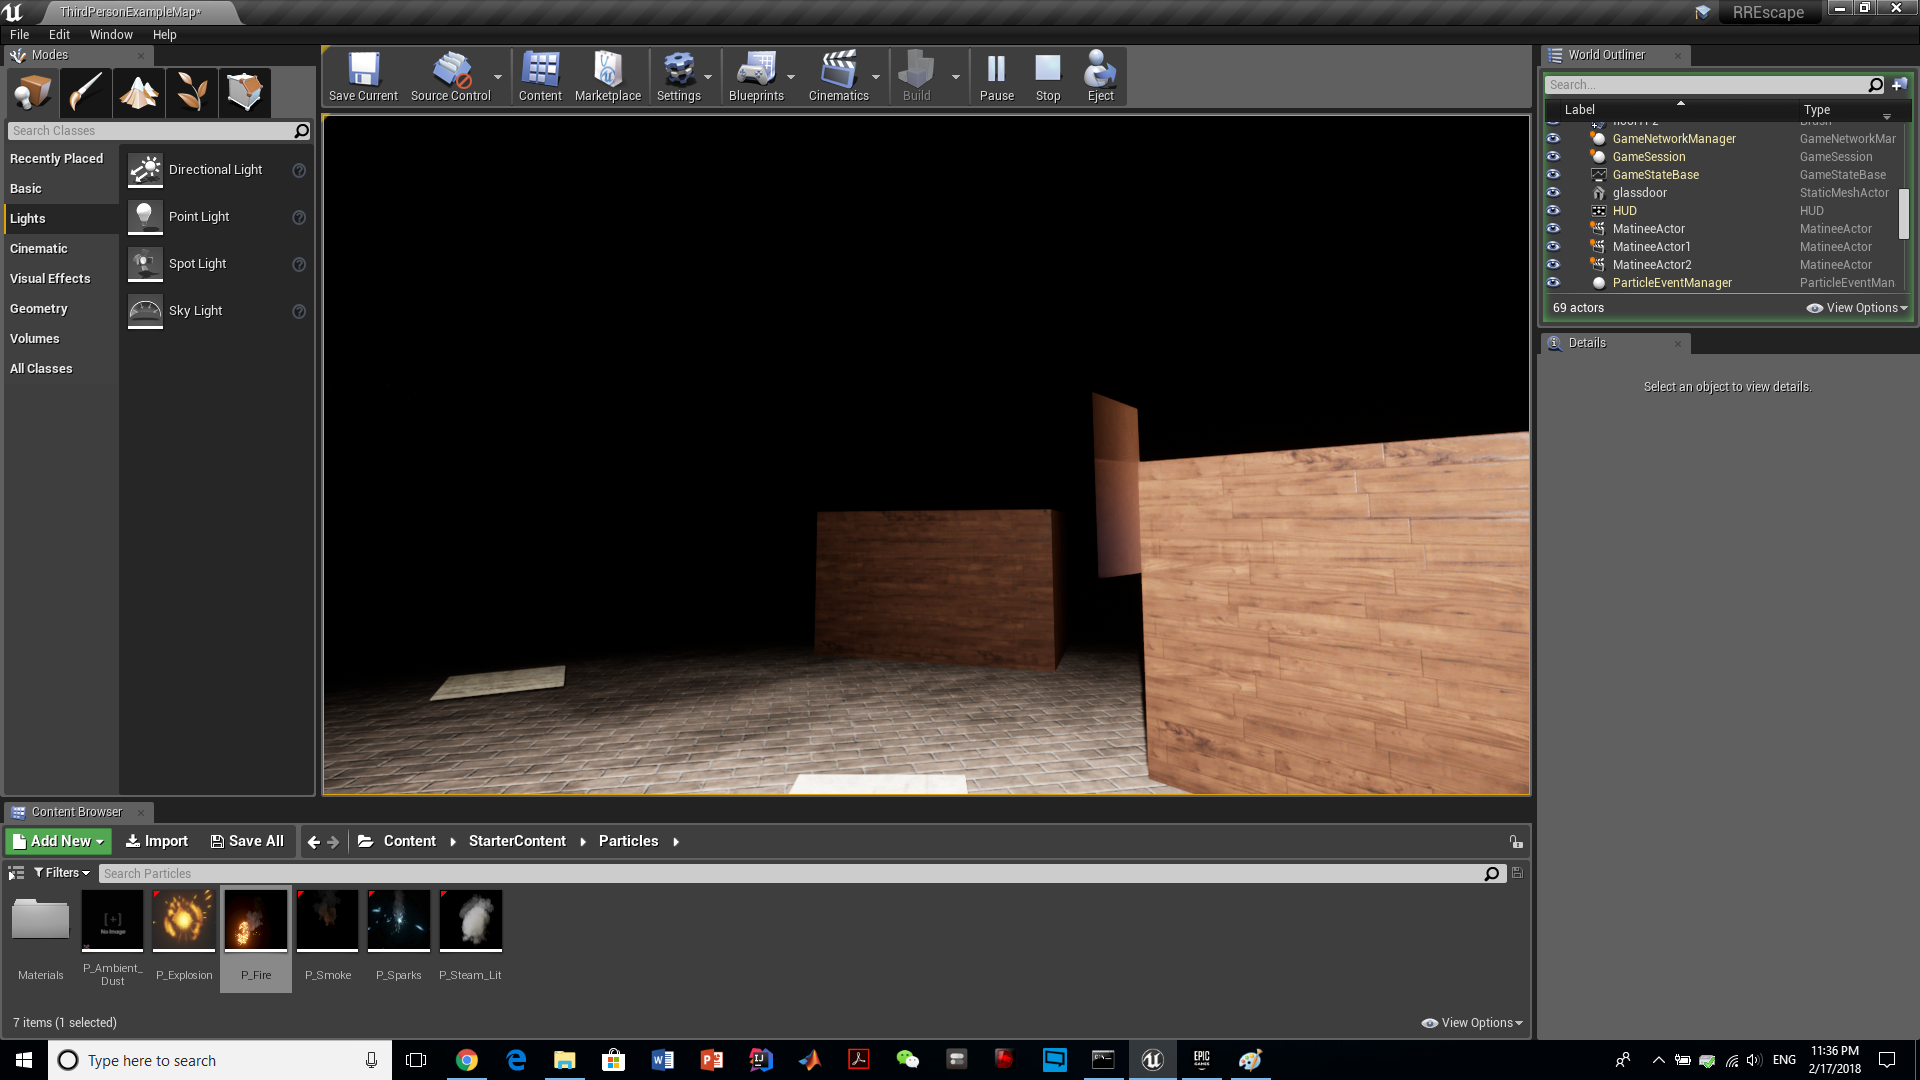 ThirdPersonExampleMap*
RREscape
File Edit Window Help
Modes
Search Classes
Recently Placed
Basic
Lights
Cinematic
Visual Effects
Geometry
Volumes
All Classes
Directional Light
Point Light
Spot Light
Sky Light
Save Current Source Control Content Marketplace Settings Blueprints Cinematics Build Pause Stop Eject
World Outliner
Search...
Label Type
GameNetworkManager GameNetworkMar
GameSession GameSession
GameStateBase GameStateBase
glassdoor StaticMeshActor
HUD HUD
MatineeActor MatineeActor
MatineeActor1 MatineeActor
MatineeActor2 MatineeActor
ParticleEventManager ParticleEventMan
69 actors View Options
Details
Select an object to view details.
Content Browser
Add New Import Save All Content StarterContent Particles
Filters Search Particles
Materials
P_Ambient_
Dust
P_Explosion
P_Fire
P_Smoke
P_Sparks
P_Steam_Lit
7 items (1 selected) View Options
Type here to search
ENG
11:36 PM
2/17/2018